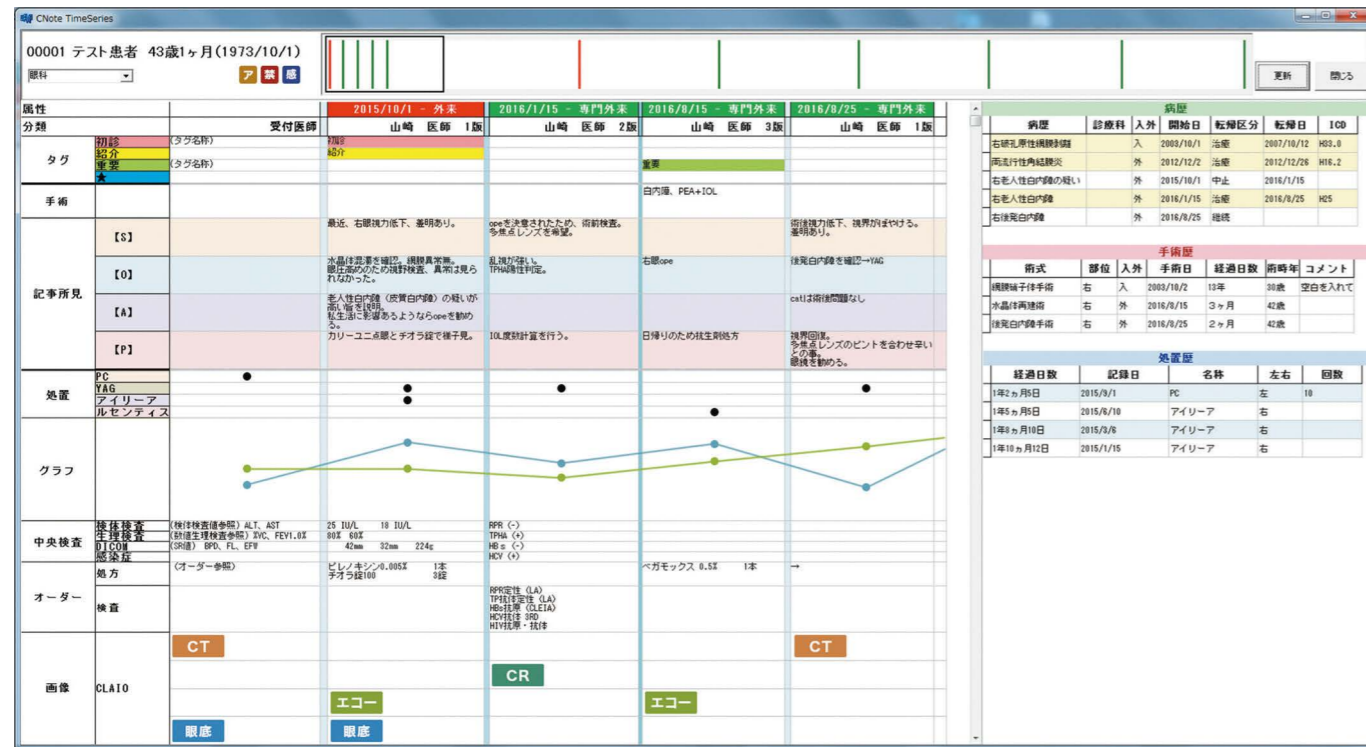 CNote TimeSeries
00001 テスト患者 43歳1ヶ月(1973/10/1)
眼科
ア 禁 感
更新 閉じる
属性 2015/10/1 - 外来 2016/1/15 - 専門外来 2016/8/15 - 専門外来 2016/8/25 - 専門外来
分類 受付医師 山崎 医師 1版 山崎 医師 2版 山崎 医師 3版 山崎 医師 1版
タグ
初診 (タグ名称) 初診
紹介 紹介
重要 (タグ名称) 重要
★
手術 白内障、PEA+IOL
記事所見
【S】
最近、右眼視力低下、羞明あり。
opeを決意されたため、術前検査。
多焦点レンズを希望。
術後視力低下、視界がぼやける。
羞明あり。
【O】
水晶体混濁を確認。網膜異常無。
眼圧高めのため視野検査、異常は見ら
れなかった。
乱視が強い。
TPHA陽性判定。
右眼ope
後発白内障を確認→YAG
【A】
老人性白内障（皮質白内障）の疑いが
高い旨を説明。
私生活に影響あるようならopeを勧め
る。
catは術後問題なし
【P】
カリーユニ点眼とチオラ錠で様子見。
IOL度数計算を行う。
日帰りのため抗生剤処方
視界回復。
多焦点レンズのピントを合わせ辛い
との事。
眼鏡を勧める。
処置
PC
YAG
アイリーア
ルセンティス
グラフ
中央検査
検体検査 (検体検査値参照) ALT、AST 25 IU/L 18 IU/L RPR (-)
生理検査 (数値生理検査参照) %VC、FEV1.0% 80% 60% TPHA (+)
DICOM (SR値) BPD、FL、EFW 42mm 32mm 224g HBs (-)
感染症 HCV (+)
オーダー
処方 (オーダー参照)
ピレノキシン0.005% 1本
チオラ錠100 3錠
ベガモックス 0.5% 1本
→
検査
RPR定性 (LA)
TP抗体定性 (LA)
HBs抗原 (CLEIA)
HCV抗体 3RD
HIV抗原・抗体
画像 CLAIO
CT CT
CR
エコー エコー
眼底 眼底
病歴
病歴 診療科 入外 開始日 転帰区分 転帰日 ICD
右裂孔原性網膜剥離 入 2003/10/1 治癒 2007/10/12 H33.0
両流行性角結膜炎 外 2012/12/2 治癒 2012/12/26 H16.2
右老人性白内障の疑い 外 2015/10/1 中止 2016/1/15
右老人性白内障 外 2016/1/15 治癒 2016/8/25 H25
右後発白内障 外 2016/8/25 継続
手術歴
術式 部位 入外 手術日 経過日数 術時年 コメント
網膜硝子体手術 右 入 2003/10/2 13年 30歳 空白を入れて
水晶体再建術 右 外 2016/8/15 3ヶ月 42歳
後発白内障手術 右 外 2016/8/25 2ヶ月 42歳
処置歴
経過日数 記録日 名称 左右 回数
1年2ヵ月5日 2015/9/1 PC 左 10
1年5ヵ月5日 2015/6/10 アイリーア 右
1年8ヵ月10日 2015/3/6 アイリーア 右
1年10ヵ月12日 2015/1/15 アイリーア 右